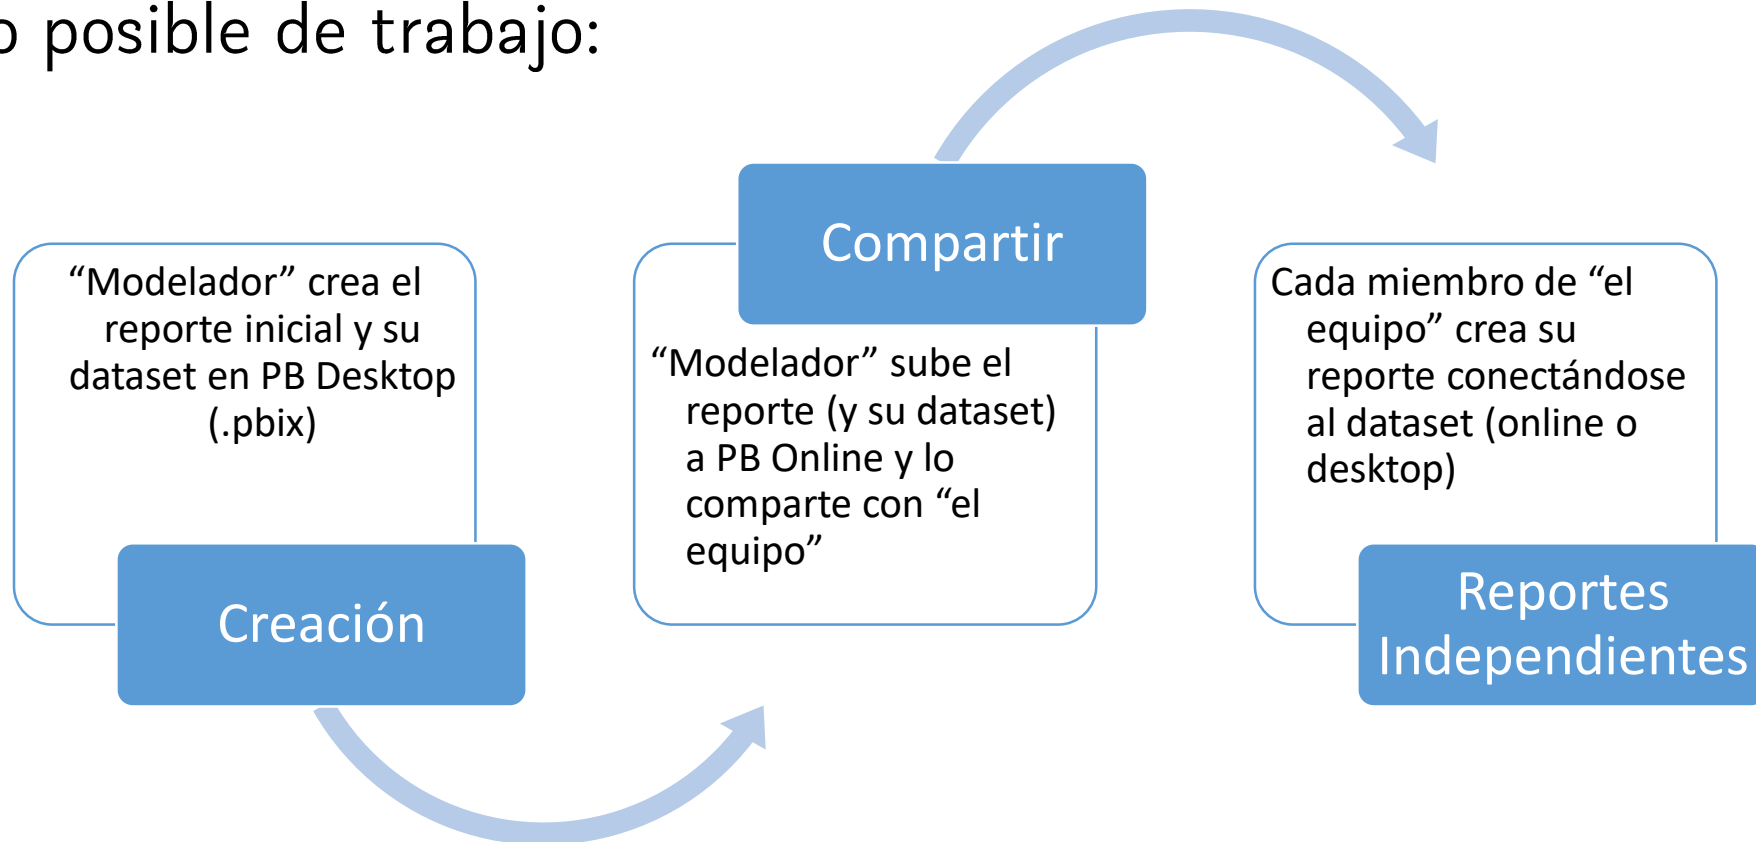 o posible de trabajo:
“Modelador” crea el
reporte inicial y su
dataset en PB Desktop
(.pbix)
Creación
Compartir
“Modelador” sube el
reporte (y su dataset)
a PB Online y lo
comparte con “el
equipo”
Cada miembro de “el
equipo” crea su
reporte conectándose
al dataset (online o
desktop)
Reportes
Independientes